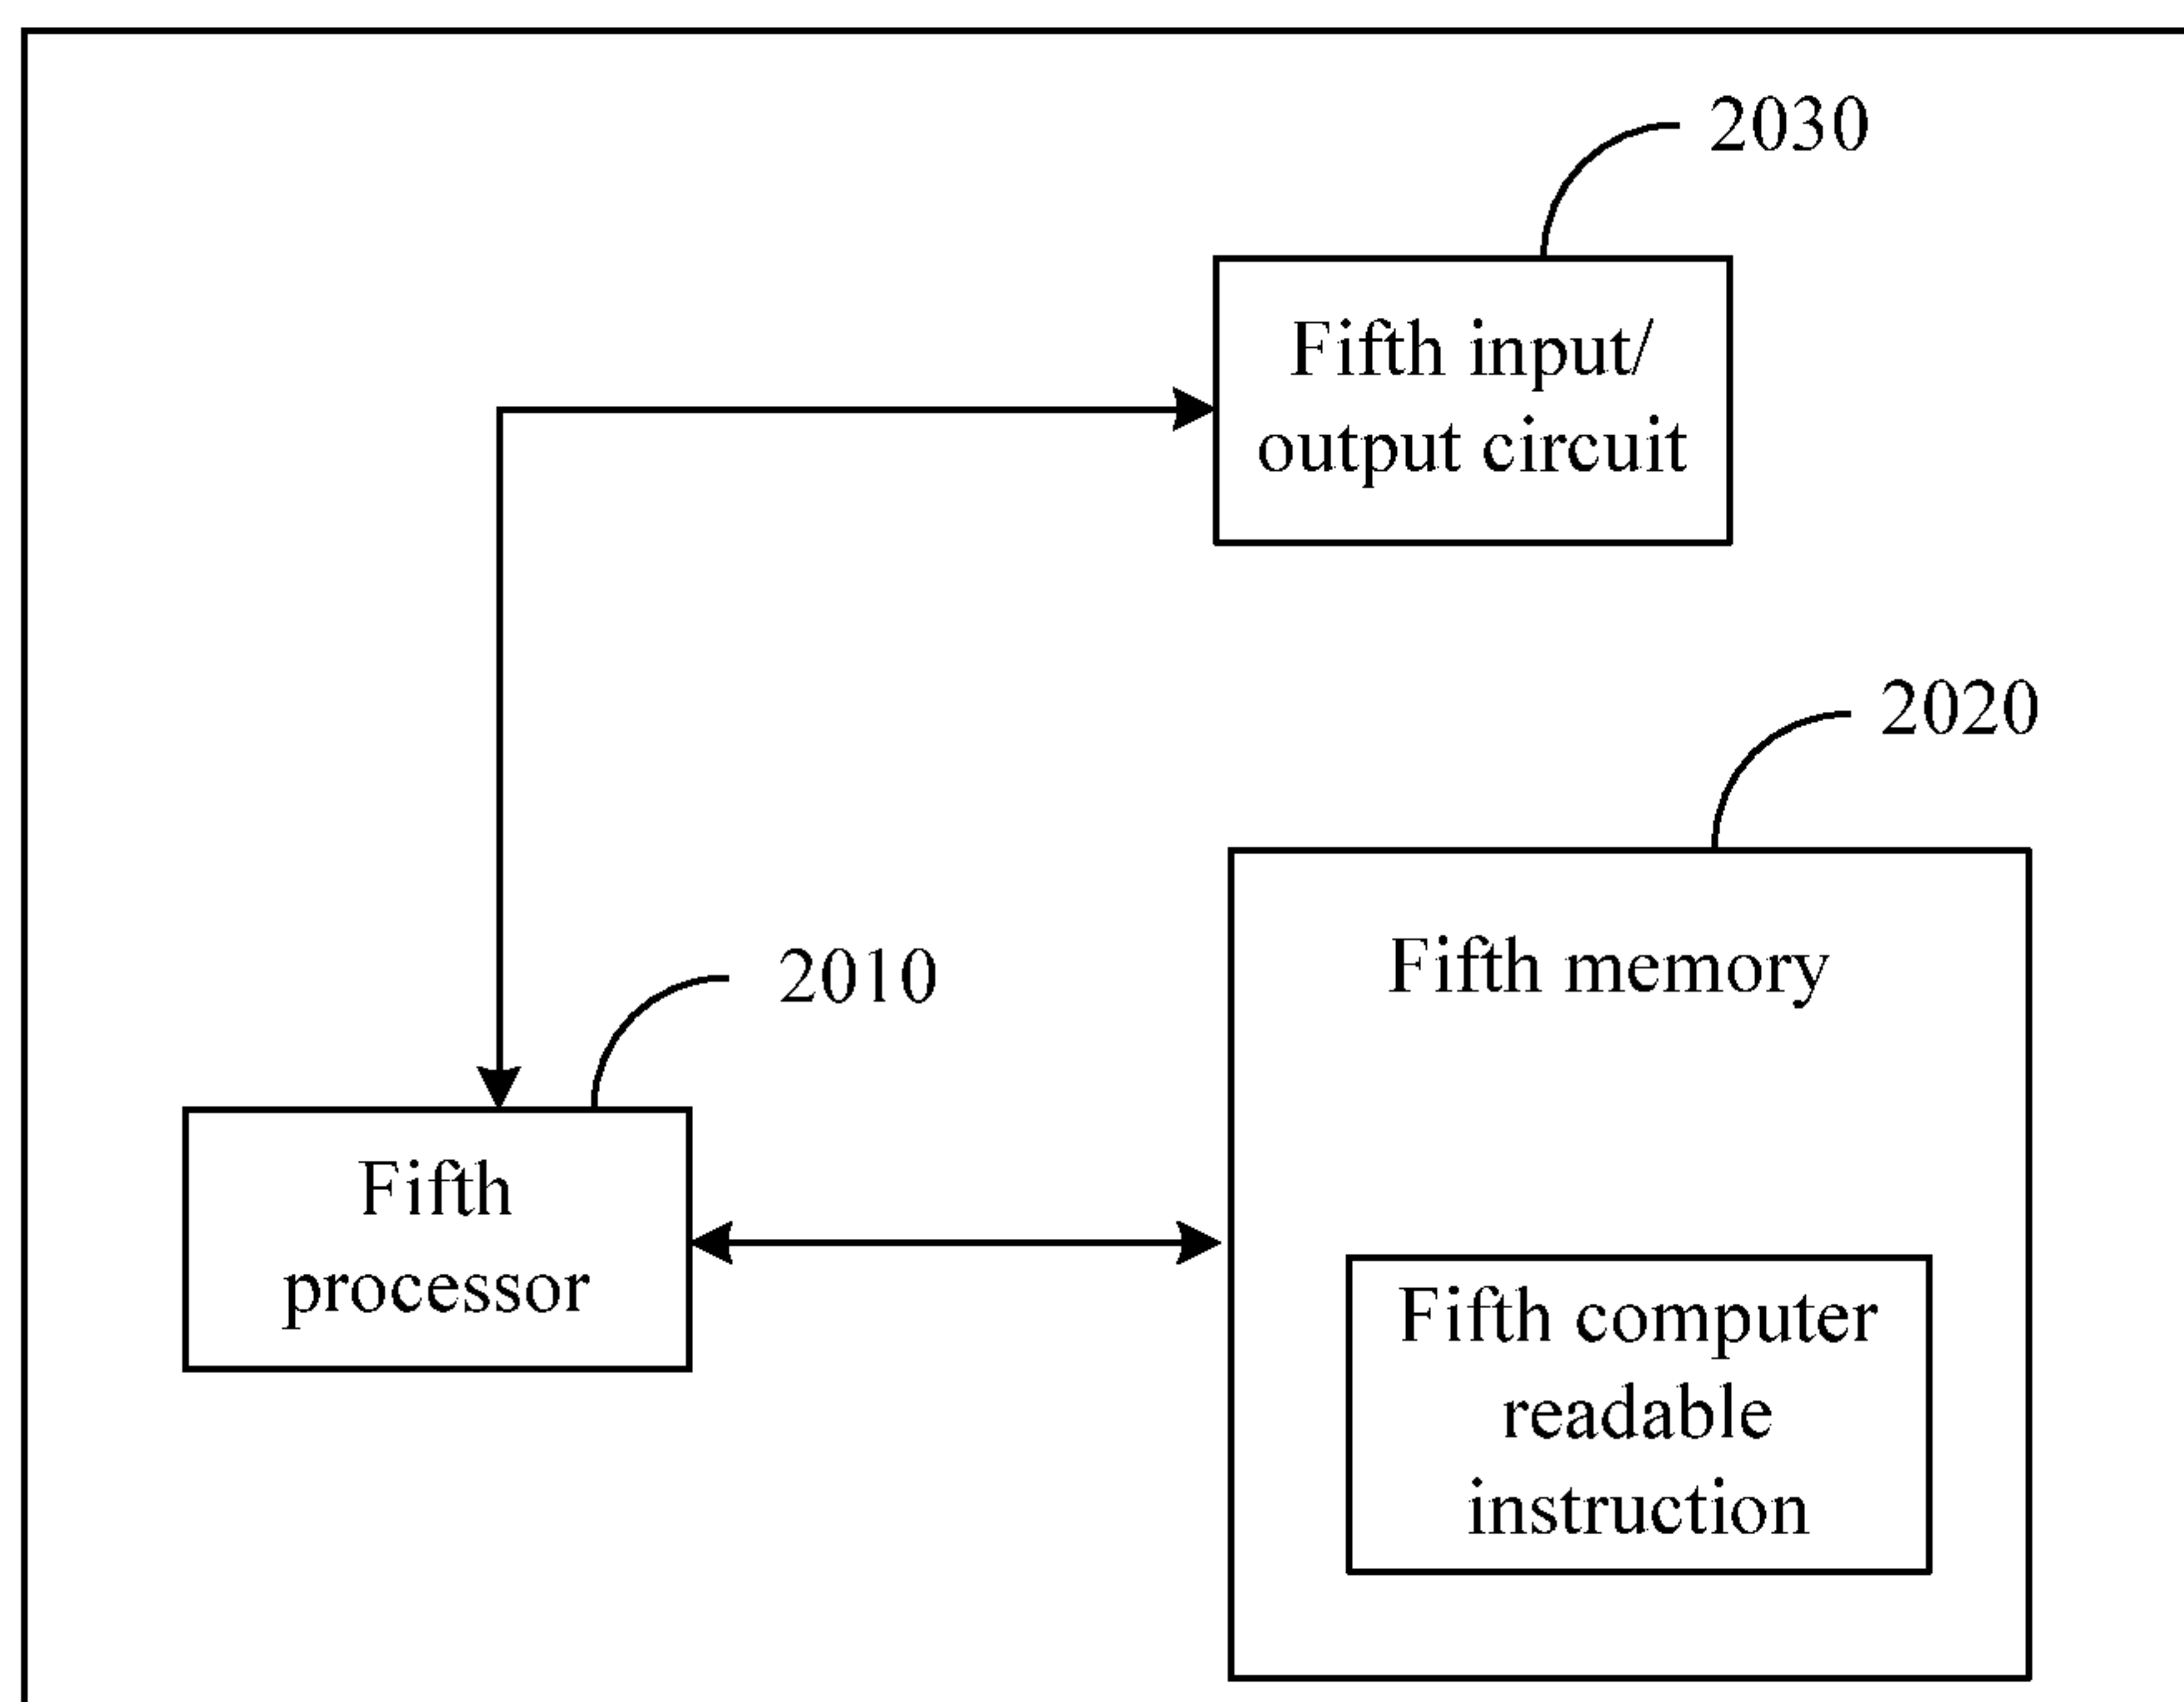 2030
Fifth input/
output circuit
2020
Fifth memory
2010
Fifth
processor
Fifth computer
readable
instruction